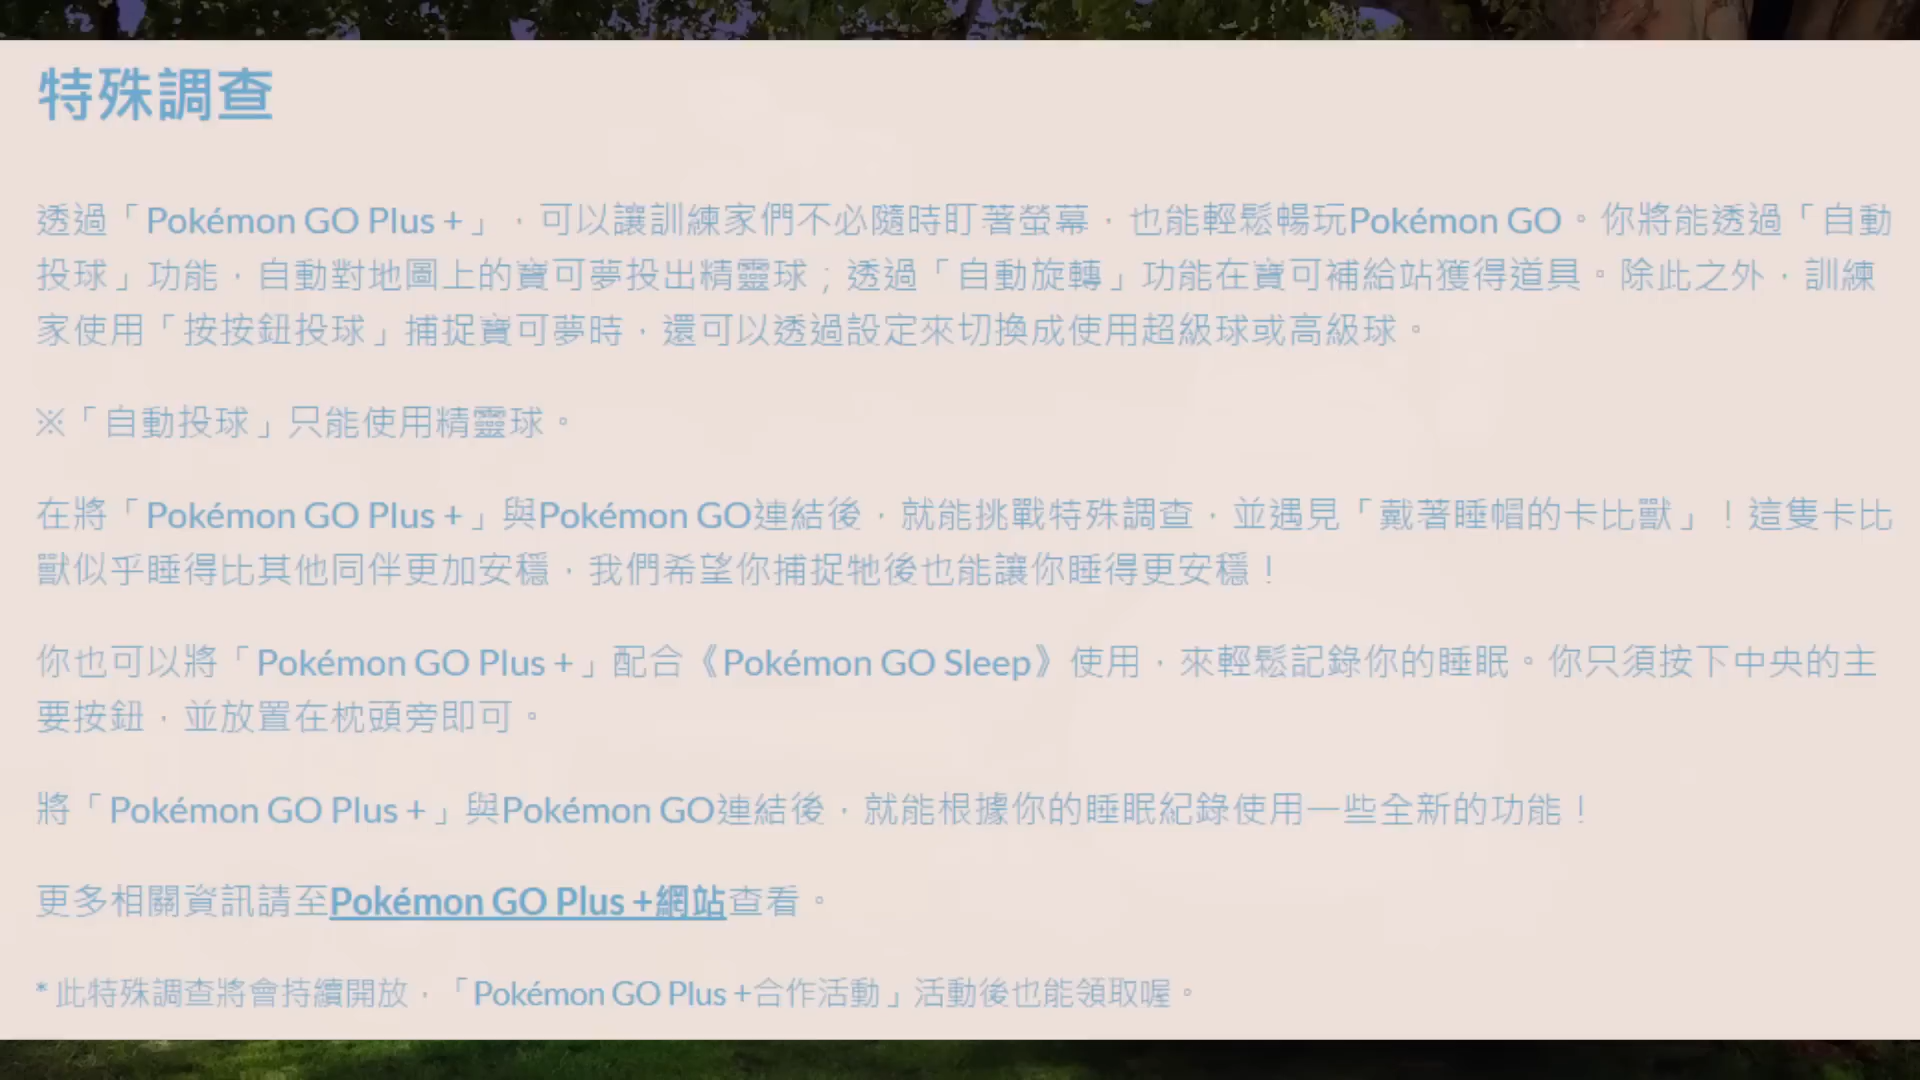 特殊調查
透過「Pokémon GO Plus +」，可以讓訓練家們不必隨時盯著螢幕，也能輕鬆暢玩Pokémon GO。你將能透過「自動
投球」功能，自動對地圖上的寶可夢投出精靈球；透過「自動旋轉」功能在寶可補給站獲得道具。除此之外，訓練
家使用「按按鈕投球」捕捉寶可夢時，還可以透過設定來切換成使用超級球或高級球。
※「自動投球」只能使用精靈球。
在將「Pokémon GO Plus +」與Pokémon GO連結後，就能挑戰特殊調查，並遇見「戴著睡帽的卡比獸」！這隻卡比
獸似乎睡得比其他同伴更加安穩，我們希望你捕捉牠後也能讓你睡得更安穩！
你也可以將「Pokémon GO Plus +」配合《Pokémon GO Sleep》使用，來輕鬆記錄你的睡眠。你只須按下中央的主
要按鈕，並放置在枕頭旁即可。
將「Pokémon GO Plus +」與Pokémon GO連結後，就能根據你的睡眠紀錄使用一些全新的功能！
更多相關資訊請至Pokémon GO Plus +網站查看。
* 此特殊調查將會持續開放，「Pokémon GO Plus +合作活動」活動後也能領取喔。